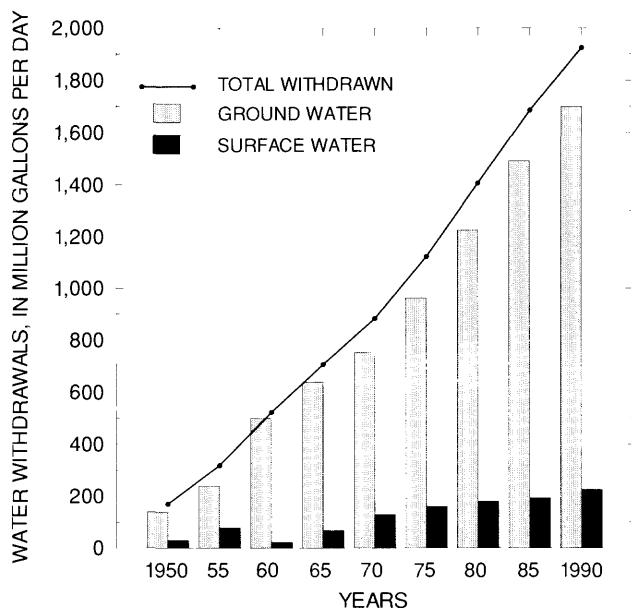 WATER WITHDRAWALS, IN MILLION GALLONS PER DAY
2,000
1,800
1,600
1,400
1,200
1,000
800
600
400
200
0
TOTAL WITHDRAWN
GROUND WATER
SURFACE WATER
1950 55 60 65 70 75 80 85 1990
YEARS